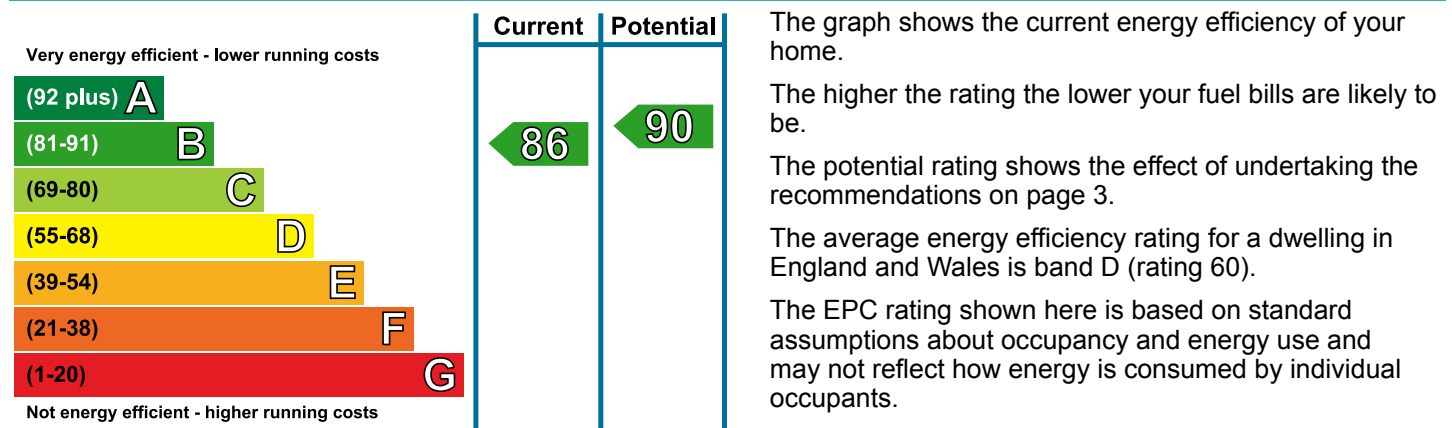 Current Potential
Very energy efficient - lower running costs
(92 plus) A
(81-91) B
(69-80) C
(55-68) D
(39-54) E
(21-38) F
(1-20) G
Not energy efficient - higher running costs
86
90
The graph shows the current energy efficiency of your
home.
The higher the rating the lower your fuel bills are likely to
be.
The potential rating shows the effect of undertaking the
recommendations on page 3.
The average energy efficiency rating for a dwelling in
England and Wales is band D (rating 60).
The EPC rating shown here is based on standard
assumptions about occupancy and energy use and
may not reflect how energy is consumed by individual
occupants.